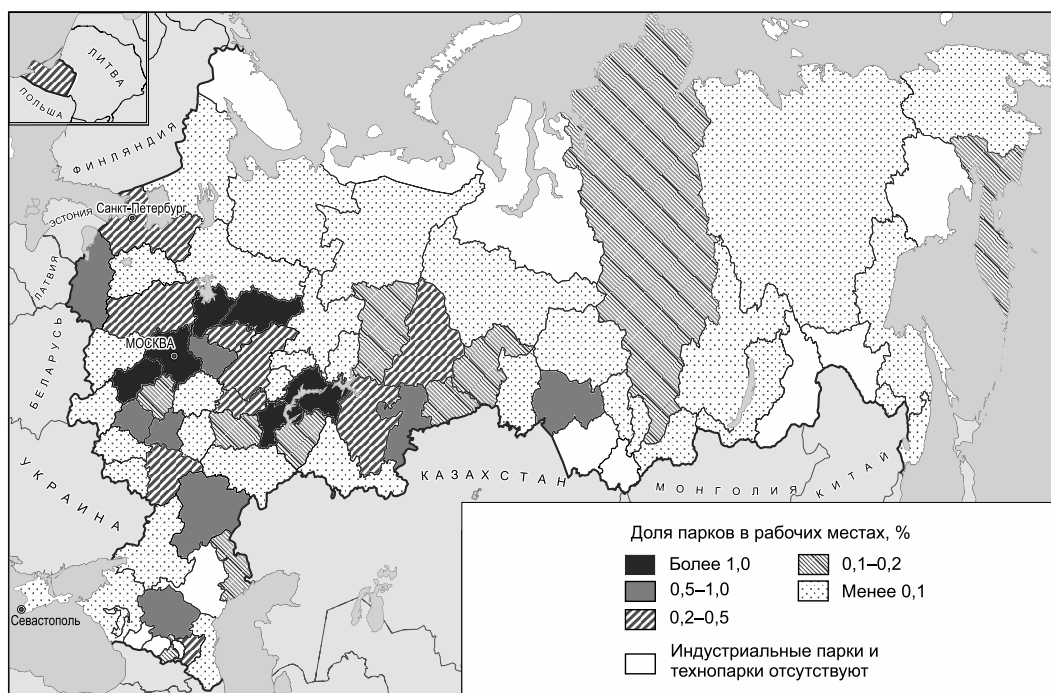 ЛИТВА
ПОЛЬША
ФИНЛЯНДИЯ
ЭСТОНИЯ
Санкт-Петербург
ЛАТВИЯ
БЕЛАРУСЬ
МОСКВА
УКРАИНА
КАЗАХСТАН
МОНГОЛИЯ
КИТАЙ
Севастополь
Доля парков в рабочих местах, %
Более 1,0
0,5–1,0
0,2–0,5
0,1–0,2
Менее 0,1
Индустриальные парки и
технопарки отсутствуют